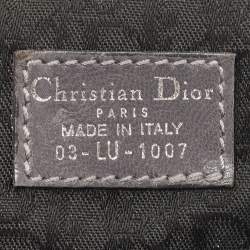 Christian Dior
PARIS
MADE IN ITALY
03-LU-1007